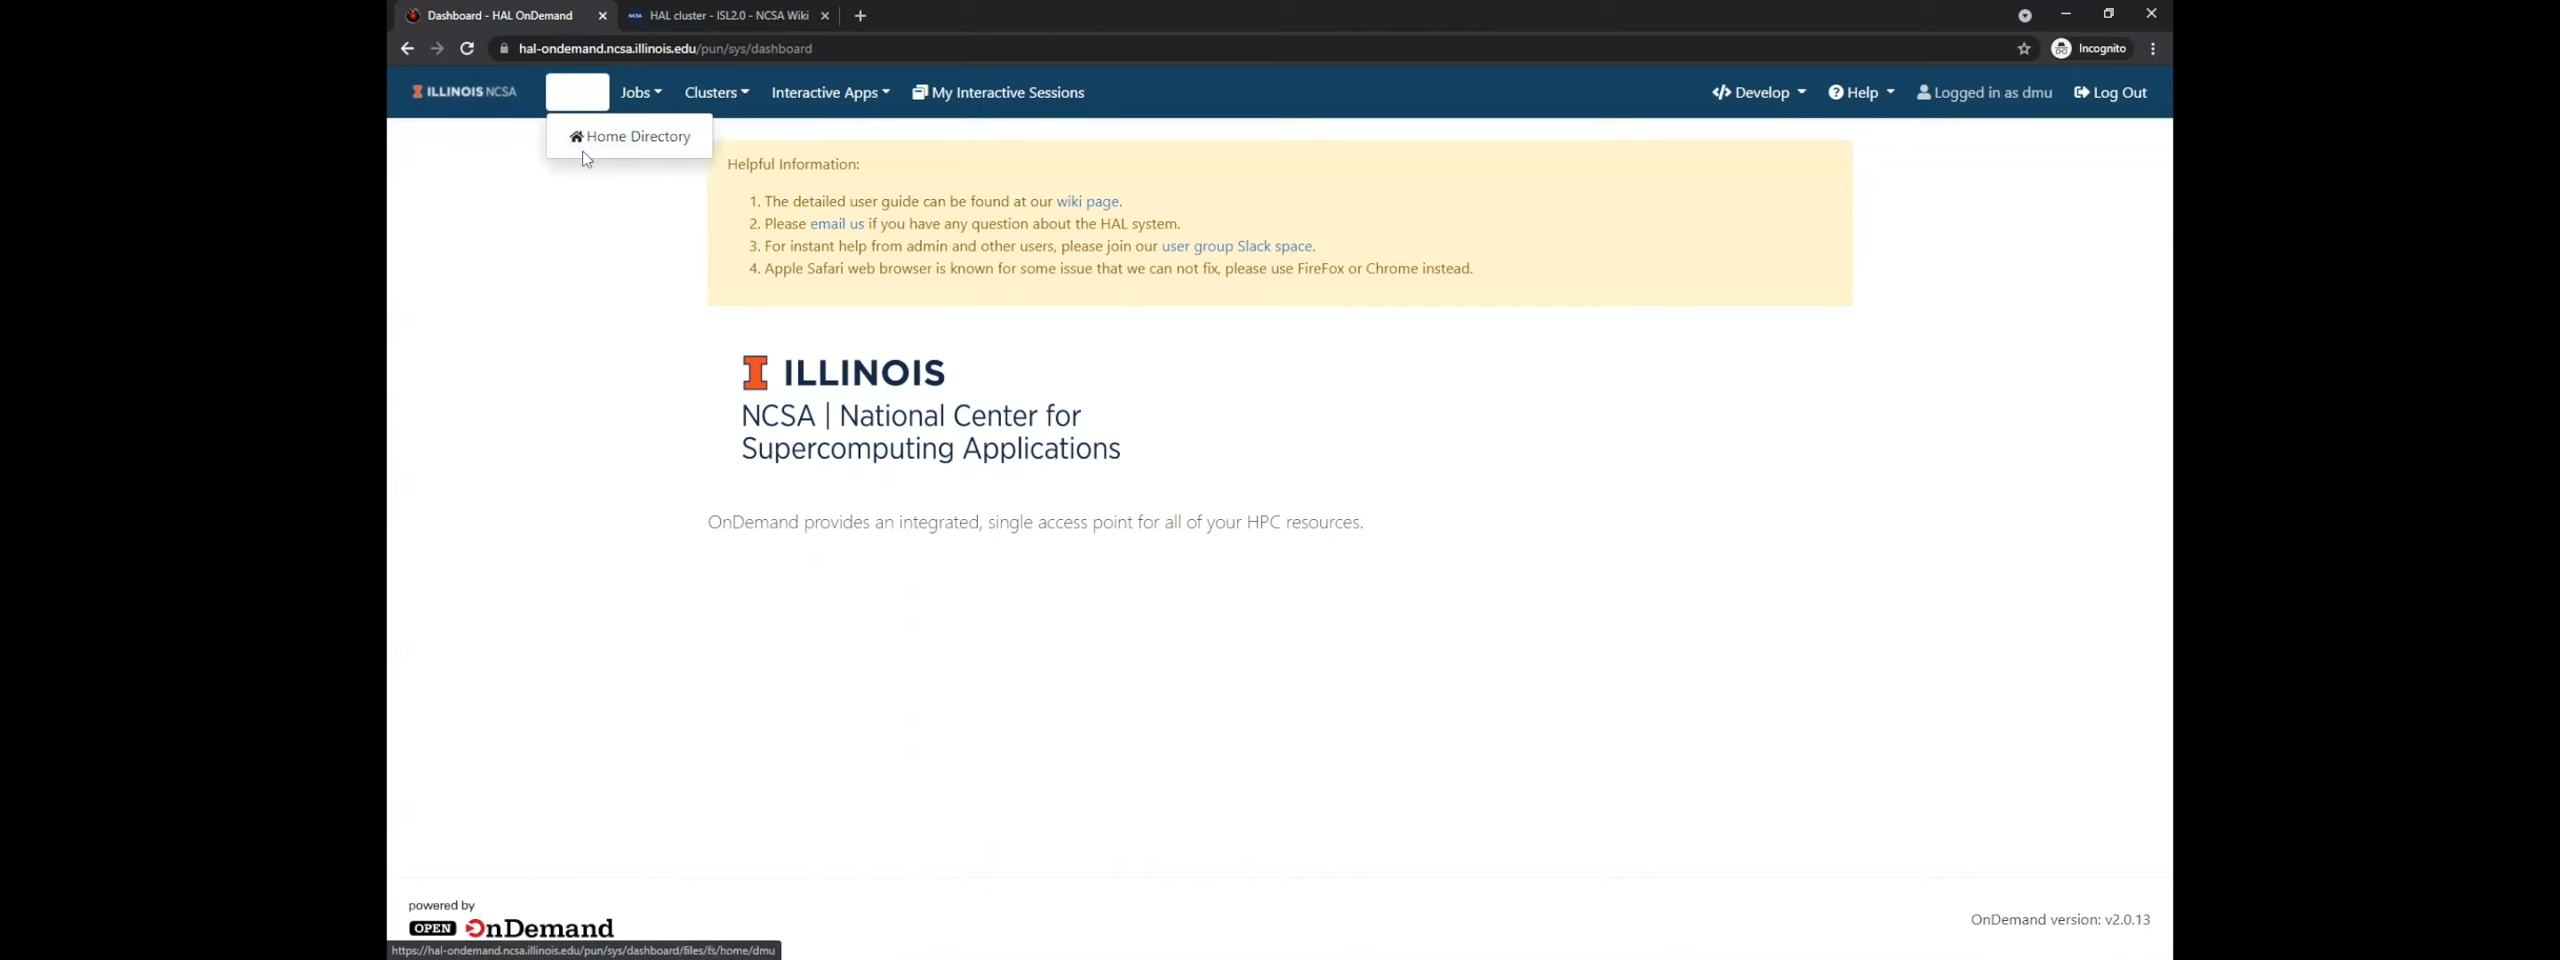 Dashboard - HAL OnDemand
HAL cluster - ISL2.0 - NCSA Wiki
hal-ondemand.ncsa.illinois.edu/pun/sys/dashboard
Incognito
ILLINOIS NCSA
Jobs
Clusters
Interactive Apps
My Interactive Sessions
Develop
Help
Logged in as dmu
Log Out
Home Directory
Helpful Information:
1. The detailed user guide can be found at our wiki page.
2. Please email us if you have any question about the HAL system.
3. For instant help from admin and other users, please join our user group Slack space.
4. Apple Safari web browser is known for some issue that we can not fix, please use FireFox or Chrome instead.
I ILLINOIS
NCSA | National Center for
Supercomputing Applications
OnDemand provides an integrated, single access point for all of your HPC resources.
powered by
OPEN OnDemand
OnDemand version: v2.0.13
https://hal-ondemand.ncsa.illinois.edu/pun/sys/dashboard/files/fs/home/dmu